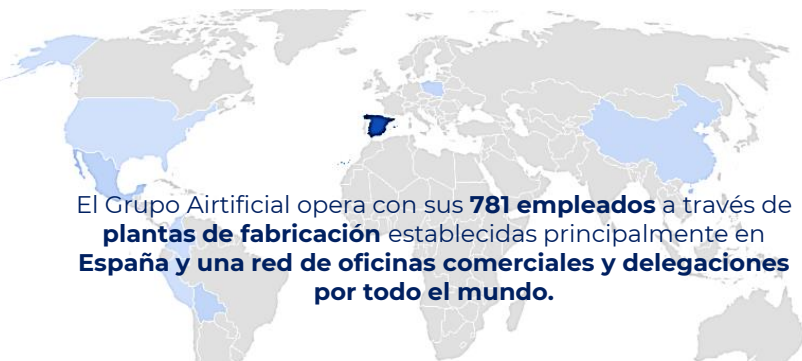 El Grupo Airtificial opera con sus 781 empleados a través de
plantas de fabricación establecidas principalmente en
España y una red de oficinas comerciales y delegaciones
por todo el mundo.